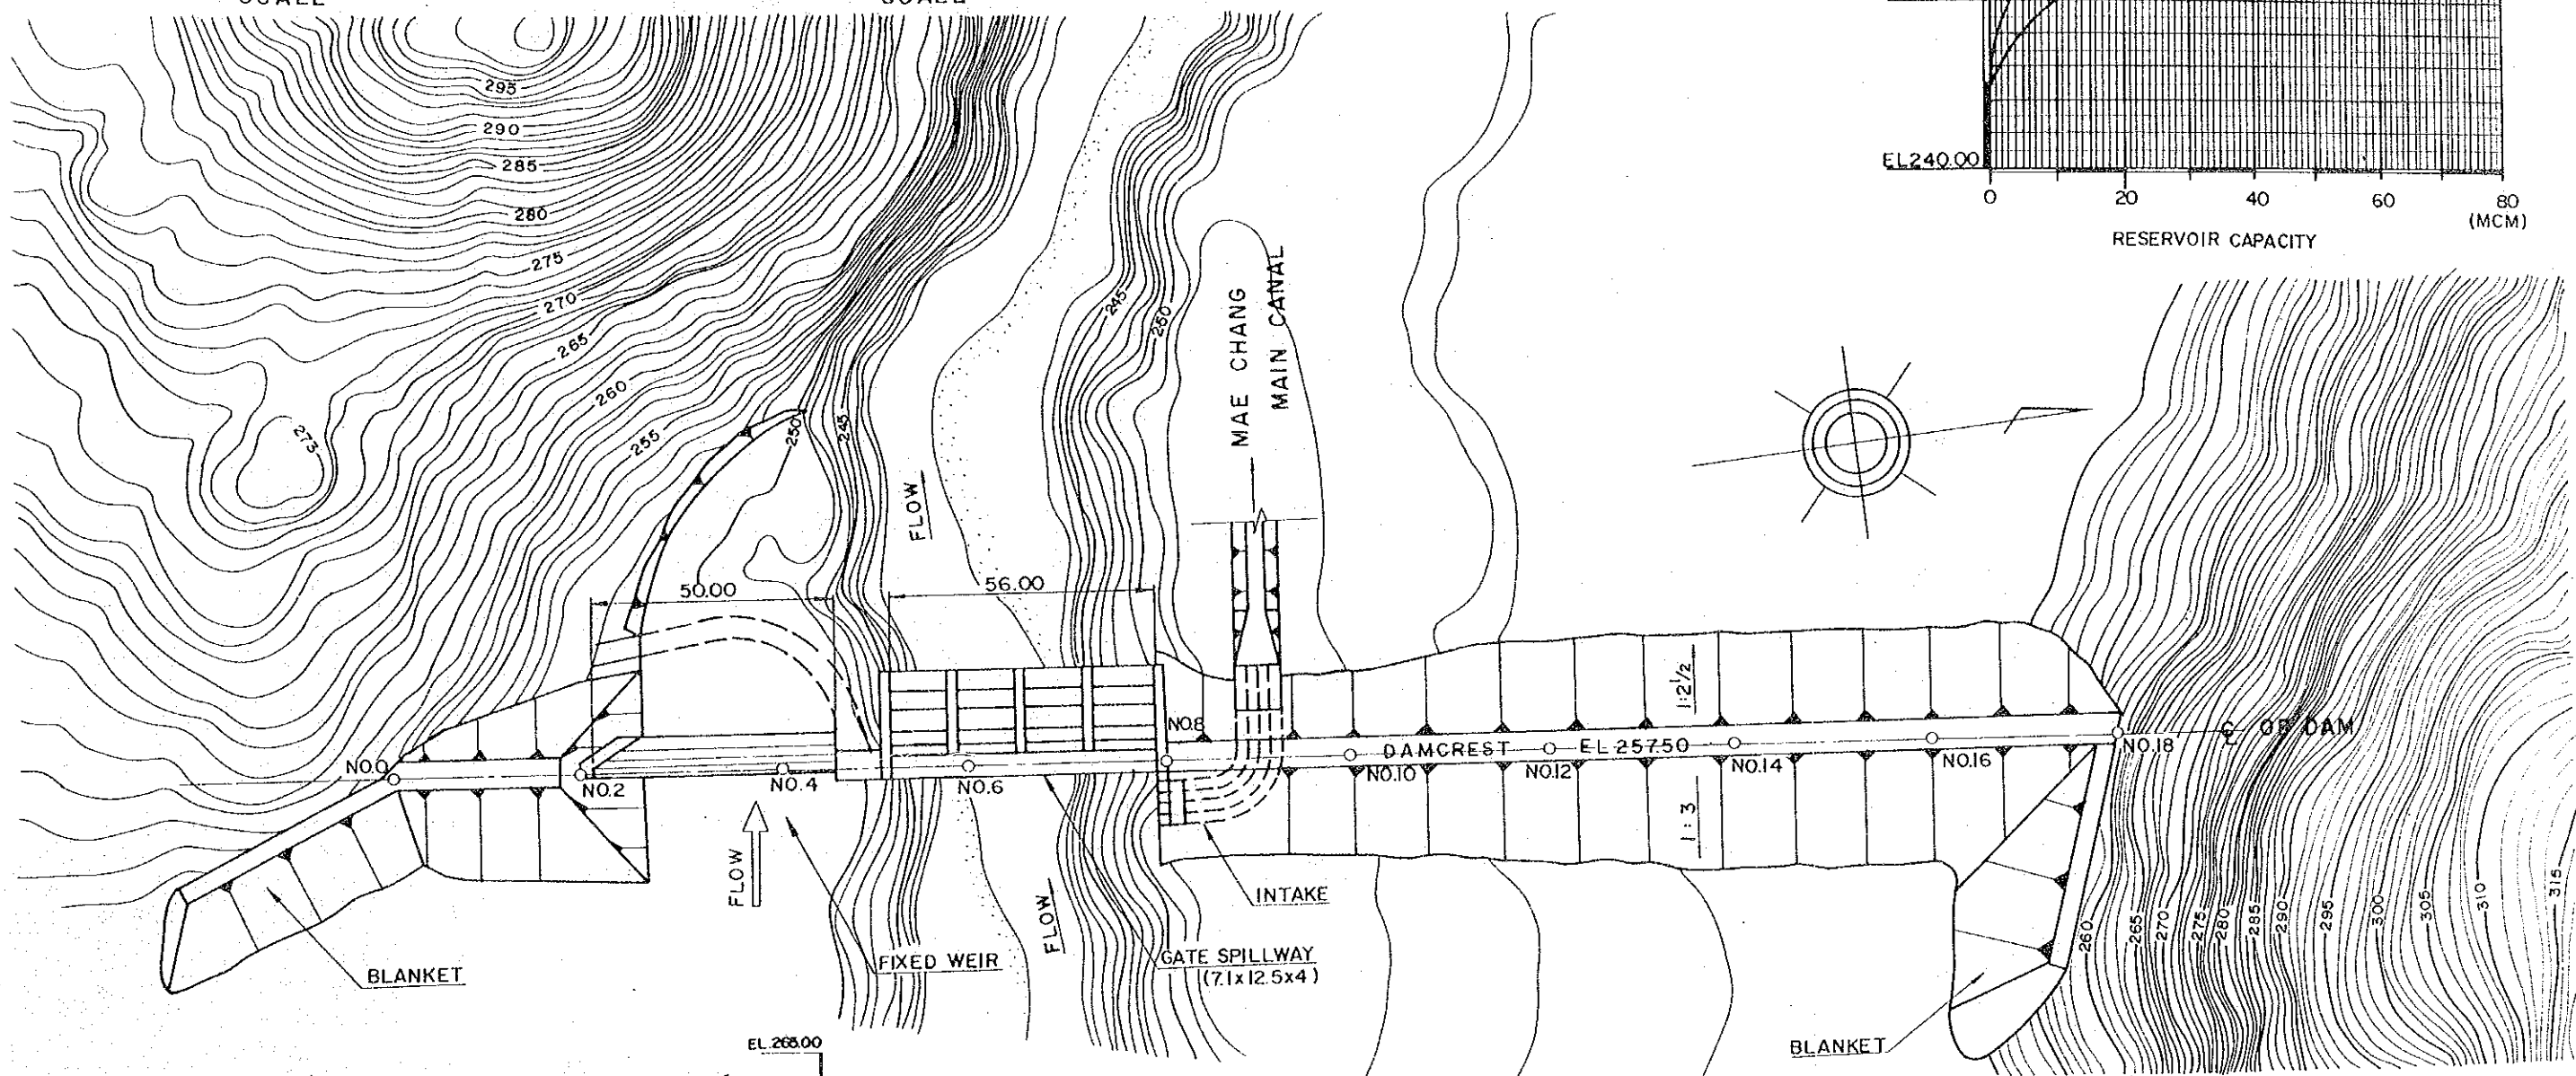 EL240.00
0 20 40 60 80
(MCM)
RESERVOIR CAPACITY
295
290
285
280
275
270
265
260
255
250
245
273
245
250
MAE CHANG
MAIN CANAL
FLOW
50.00
56.00
1:2½
NO.0
NO.2
NO.4
NO.6
NO.8
DAMCREST EL 257.50
NO.10
NO.12
NO.14
NO.16
NO.18
℄ OF DAM
1:3
FLOW
FLOW
INTAKE
FIXED WEIR
GATE SPILLWAY
(7.1x12.5x4)
BLANKET
BLANKET
260
265
270
275
280
285
290
295
300
305
310
315
EL.265.00